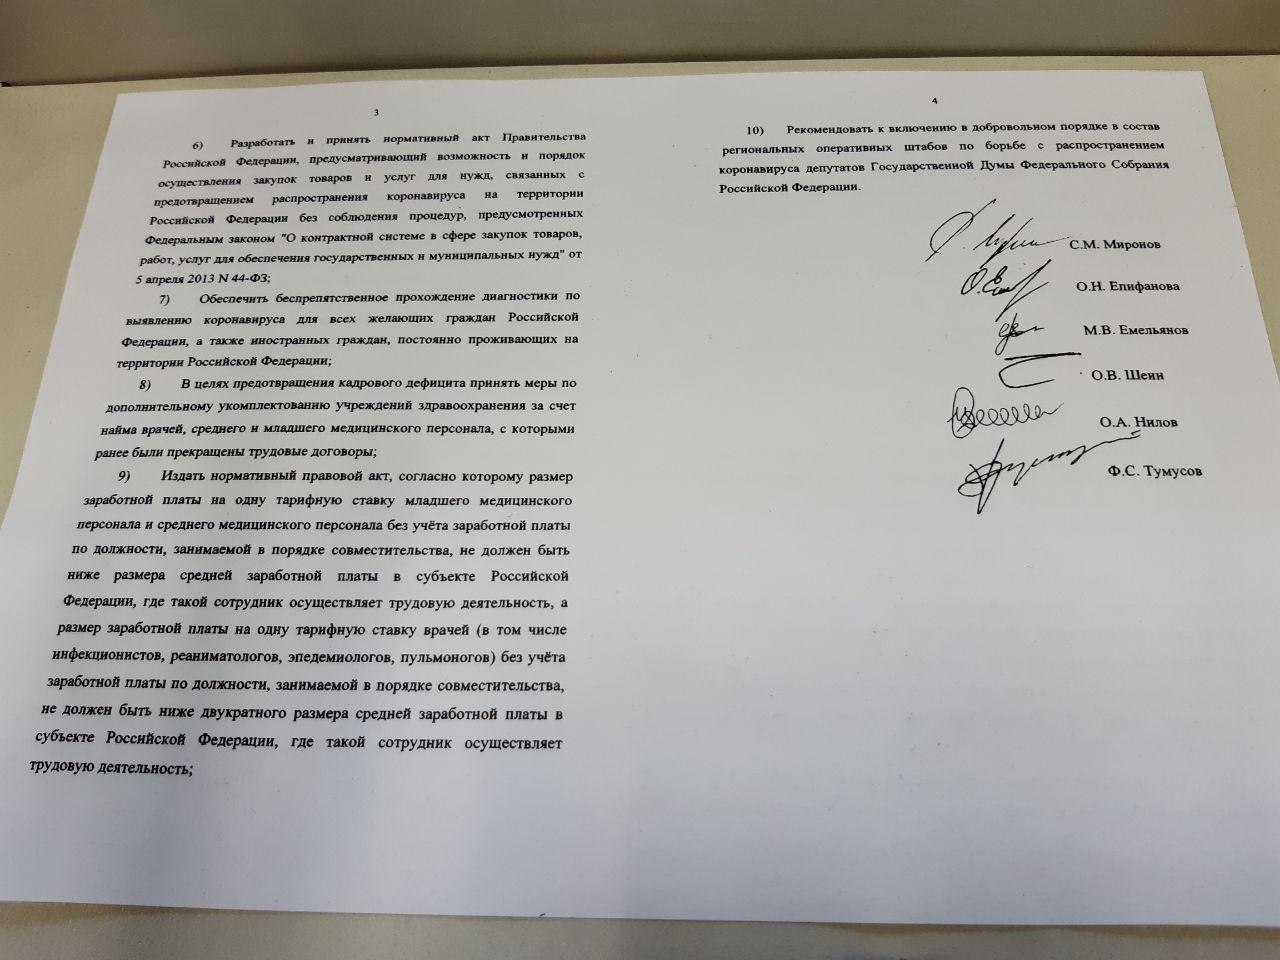 3
6) Разработать и принять нормативный акт Правительства
Российской Федерации, предусматривающий возможность и порядок
осуществления закупок товаров и услуг для нужд, связанных с
предотвращением распространения коронавируса на территории
Российской Федерации без соблюдения процедур, предусмотренных
Федеральным законом "О контрактной системе в сфере закупок товаров,
работ, услуг для обеспечения государственных и муниципальных нужд" от
5 апреля 2013 N 44-ФЗ;
7) Обеспечить беспрепятственное прохождение диагностики по
выявлению коронавируса для всех желающих граждан Российской
Федерации, а также иностранных граждан, постоянно проживающих на
территории Российской Федерации;
8) В целях предотвращения кадрового дефицита принять меры по
дополнительному укомплектованию учреждений здравоохранения за счет
найма врачей, среднего и младшего медицинского персонала, с которыми
ранее были прекращены трудовые договоры;
9) Издать нормативный правовой акт, согласно которому размер
заработной платы на одну тарифную ставку младшего медицинского
персонала и среднего медицинского персонала без учёта заработной платы
по должности, занимаемой в порядке совместительства, не должен быть
ниже размера средней заработной платы в субъекте Российской
Федерации, где такой сотрудник осуществляет трудовую деятельность, а
размер заработной платы на одну тарифную ставку врачей (в том числе
инфекционистов, реаниматологов, эпедемиологов, пульмоногов) без учёта
заработной платы по должности, занимаемой в порядке совместительства,
не должен быть ниже двукратного размера средней заработной платы в
субъекте Российской Федерации, где такой сотрудник осуществляет
трудовую деятельность;
4
10) Рекомендовать к включению в добровольном порядке в состав
региональных оперативных штабов по борьбе с распространением
коронавируса депутатов Государственной Думы Федерального Собрания
Российской Федерации.
С.М. Миронов
О.Н. Епифанова
М.В. Емельянов
О.В. Шеин
О.А. Нилов
Ф.С. Тумусов